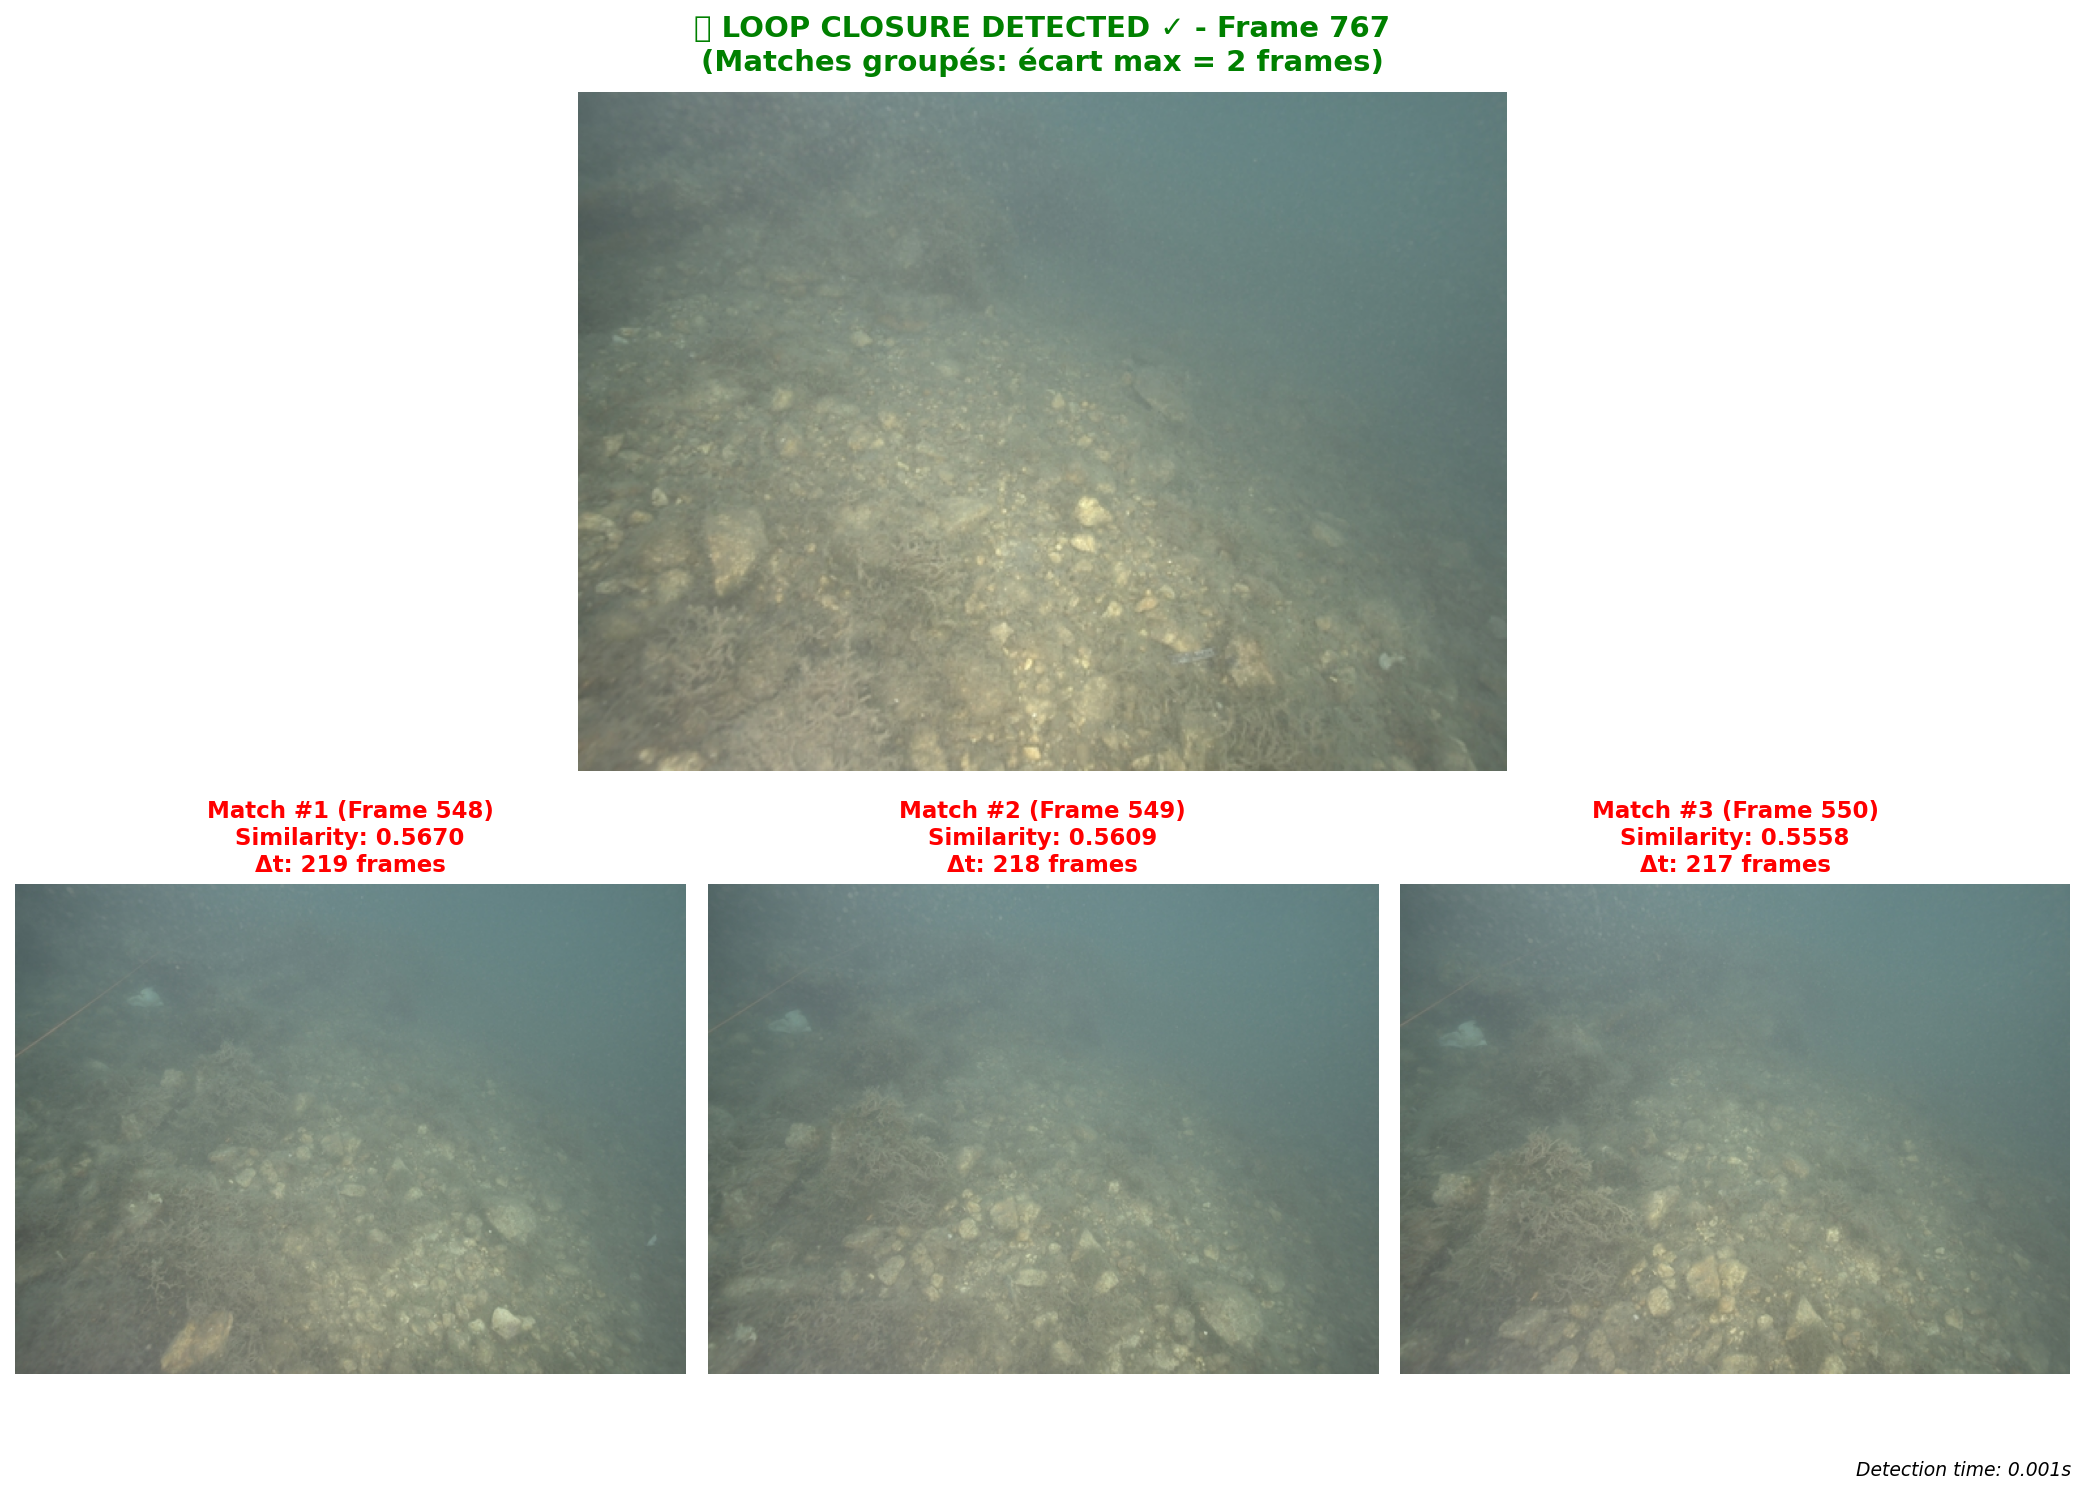 LOOP CLOSURE DETECTED ✓ - Frame 767
(Matches groupés: écart max = 2 frames)
Match #1 (Frame 548)
Similarity: 0.5670
Δt: 219 frames
Match #2 (Frame 549)
Similarity: 0.5609
Δt: 218 frames
Match #3 (Frame 550)
Similarity: 0.5558
Δt: 217 frames
Detection time: 0.001s